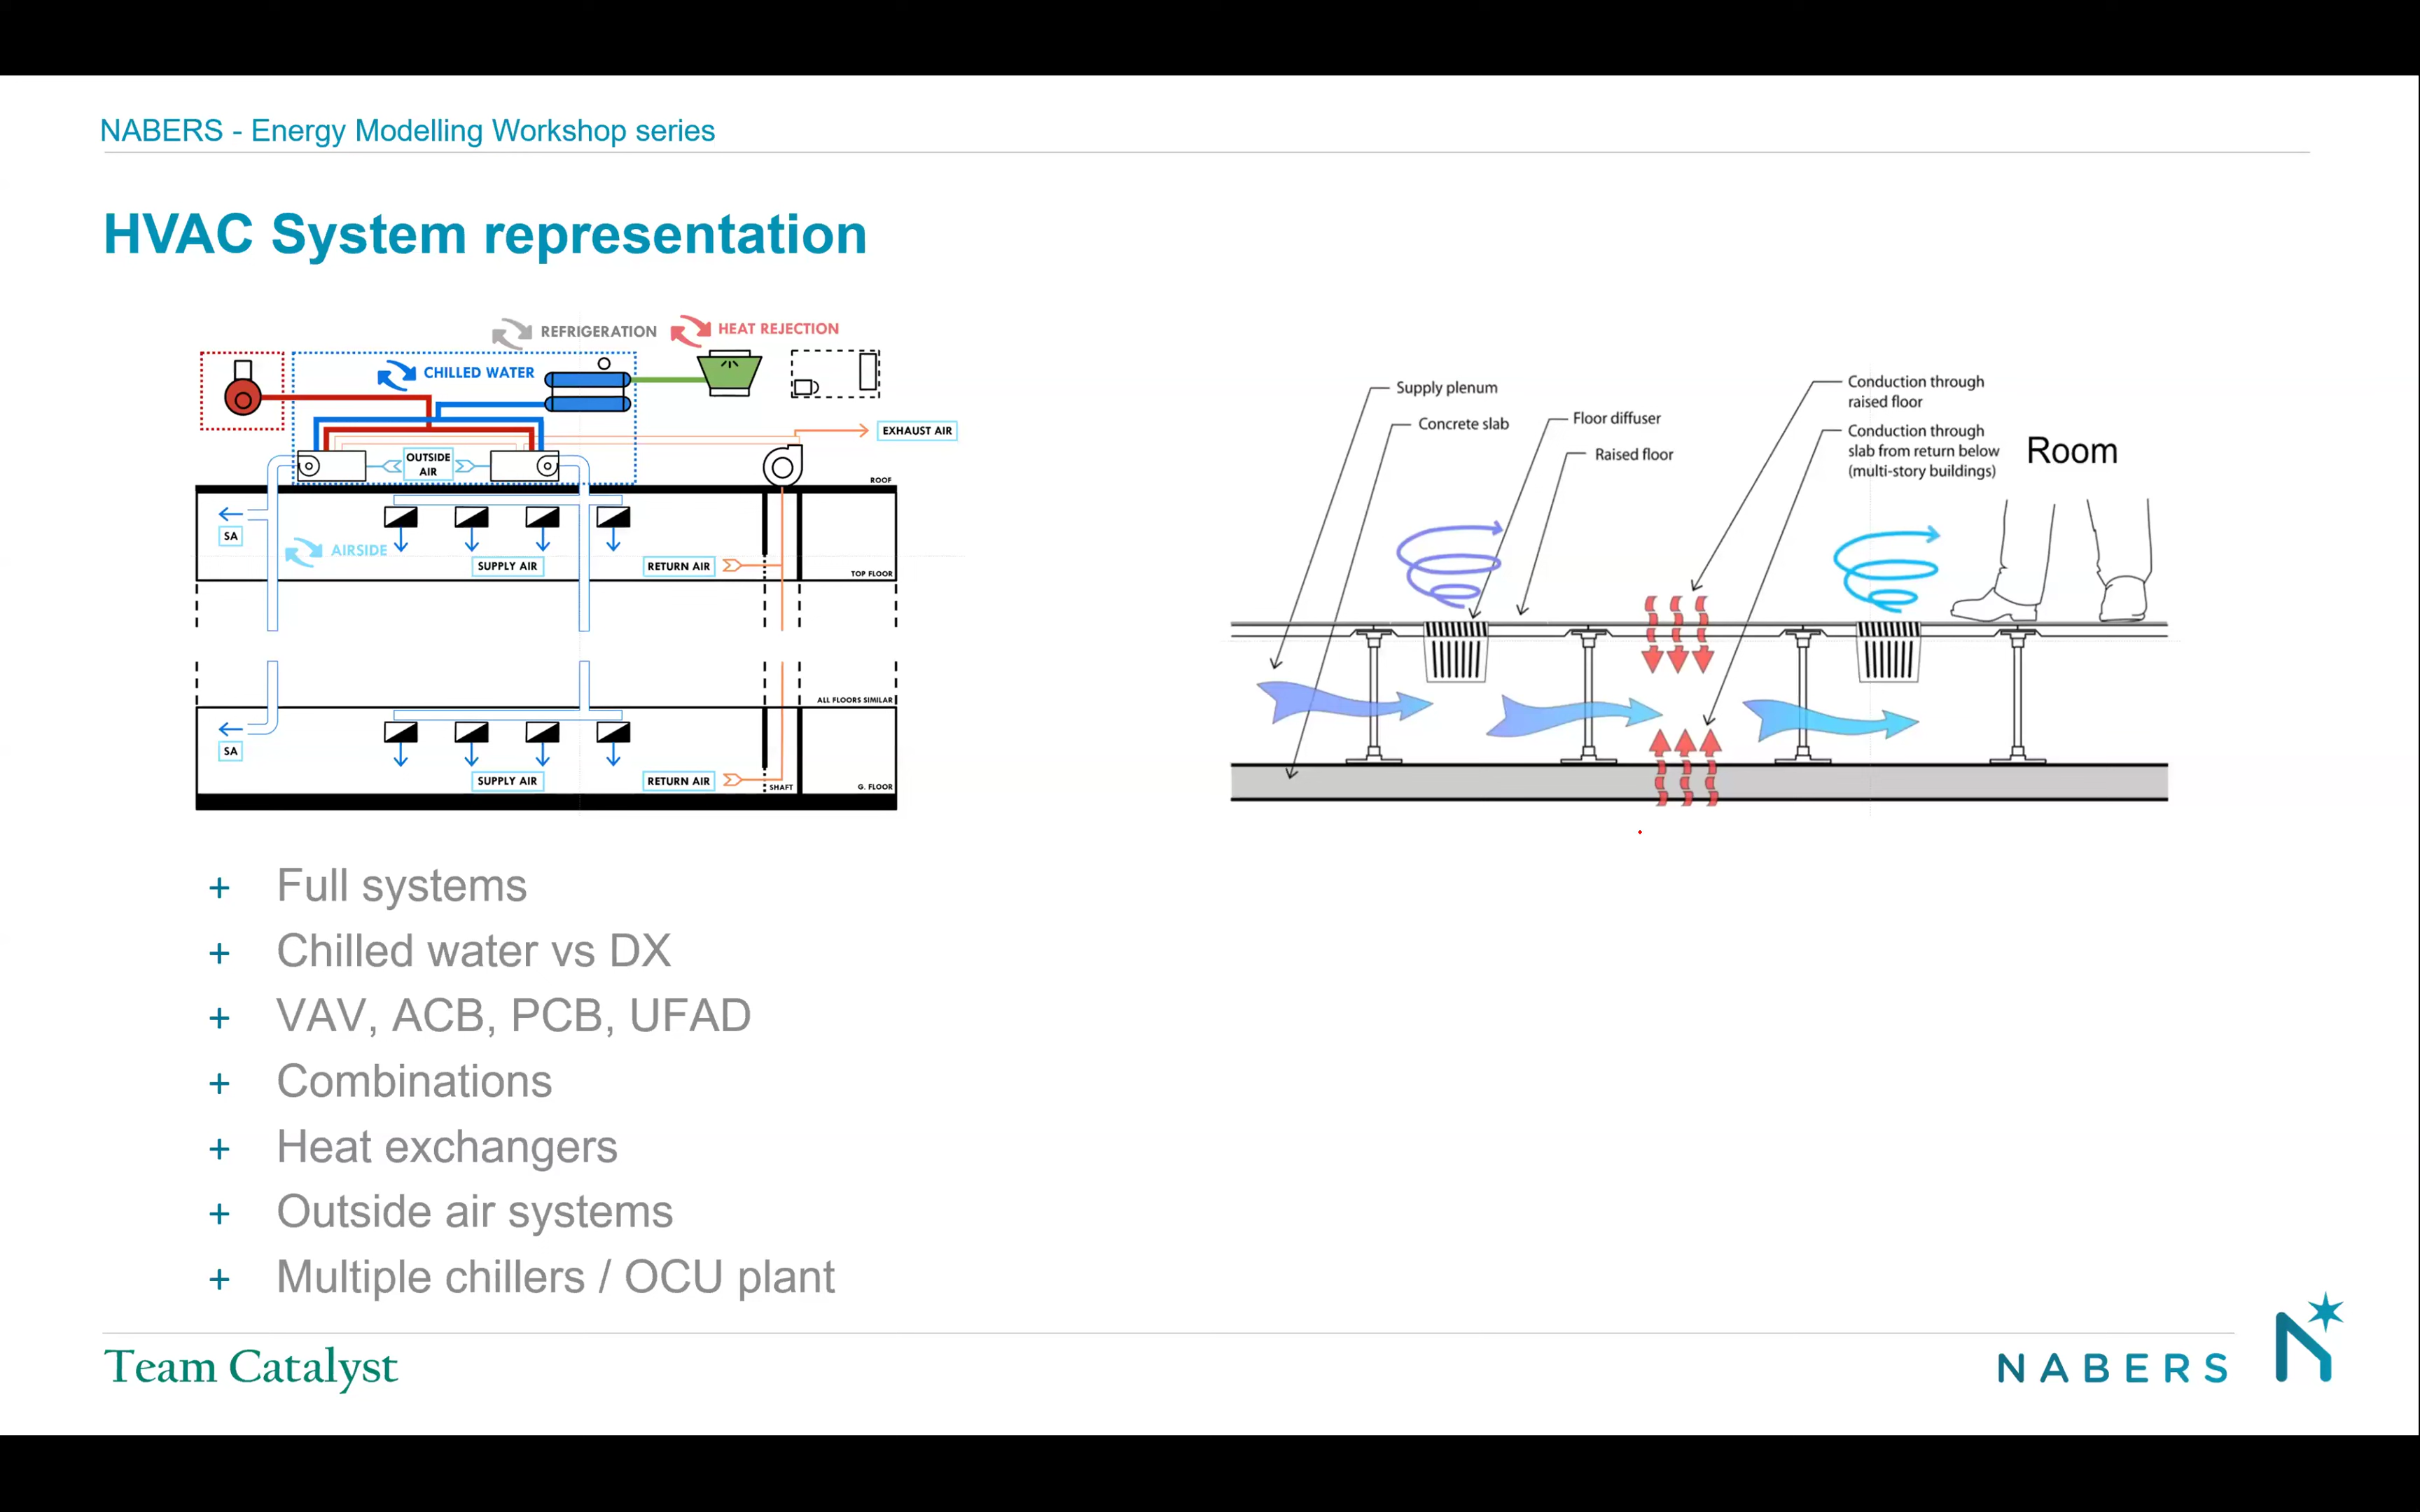 NABERS - Energy Modelling Workshop series
HVAC System representation
REFRIGERATION
HEAT REJECTION
CHILLED WATER
EXHAUST AIR
OUTSIDE
AIR
ROOF
SA
AIRSIDE
SUPPLY AIR
RETURN AIR
TOP FLOOR
ALL FLOORS SIMILAR
SA
SUPPLY AIR
RETURN AIR
SHAFT
G. FLOOR
Supply plenum
Concrete slab
Floor diffuser
Raised floor
Conduction through
raised floor
Conduction through
slab from return below
(multi-story buildings)
Room
+ Full systems
+ Chilled water vs DX
+ VAV, ACB, PCB, UFAD
+ Combinations
+ Heat exchangers
+ Outside air systems
+ Multiple chillers / OCU plant
Team Catalyst
NABERS